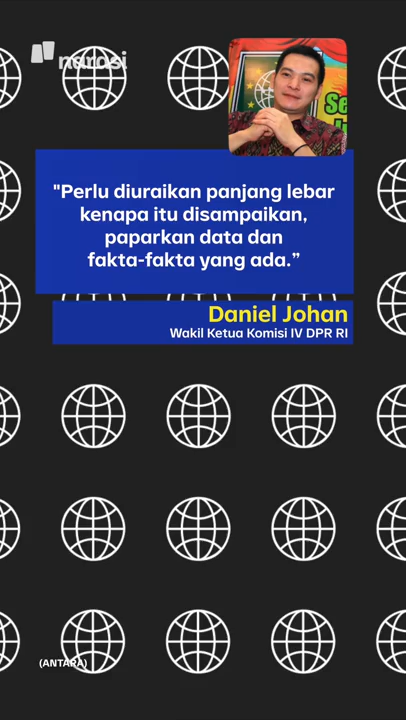 narasi
"Perlu diuraikan panjang lebar
kenapa itu disampaikan,
paparkan data dan
fakta-fakta yang ada.”
Daniel Johan
Wakil Ketua Komisi IV DPR RI
(ANTARA)